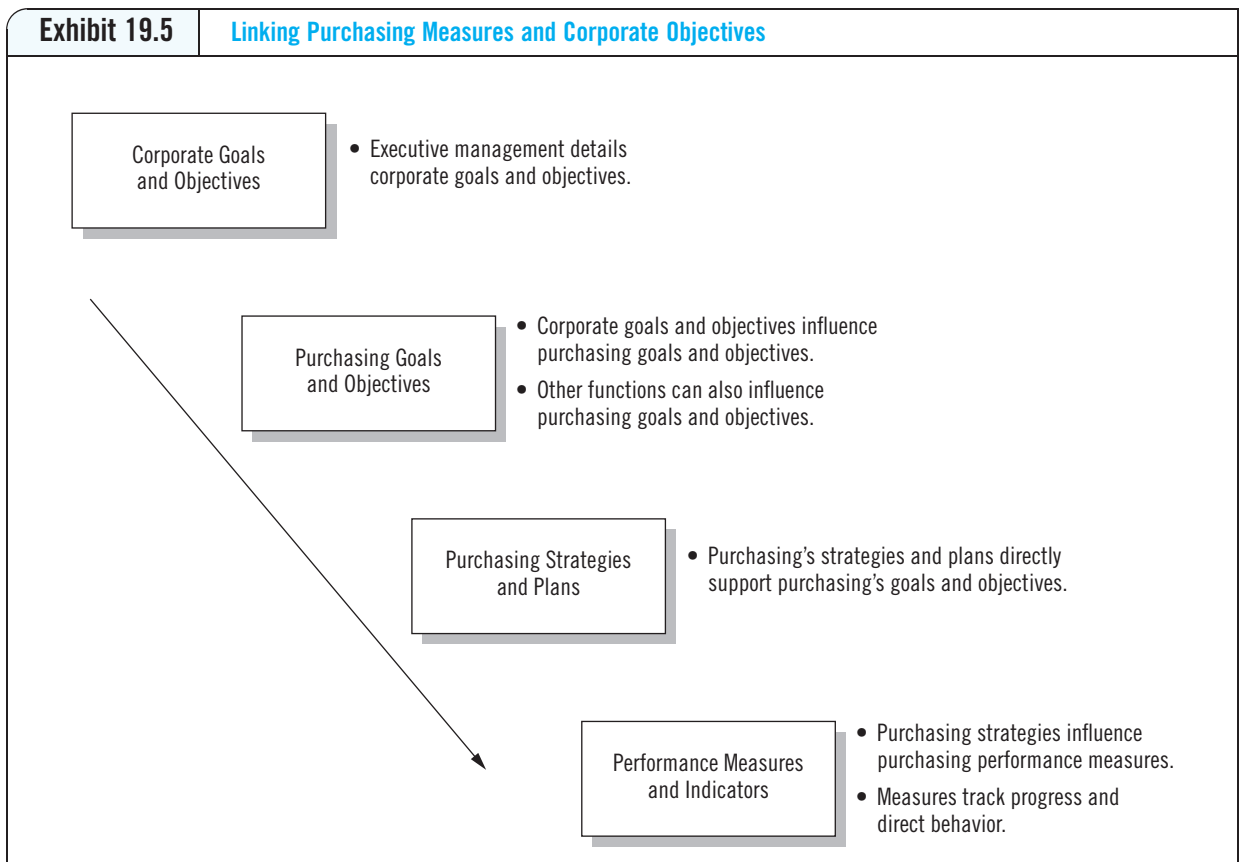 Exhibit 19.5
Linking Purchasing Measures and Corporate Objectives
Corporate Goals
and Objectives
• Executive management details
corporate goals and objectives.
Purchasing Goals
and Objectives
• Corporate goals and objectives influence
purchasing goals and objectives.
• Other functions can also influence
purchasing goals and objectives.
Purchasing Strategies
and Plans
• Purchasing's strategies and plans directly
support purchasing's goals and objectives.
Performance Measures
and Indicators
• Purchasing strategies influence
purchasing performance measures.
• Measures track progress and
direct behavior.